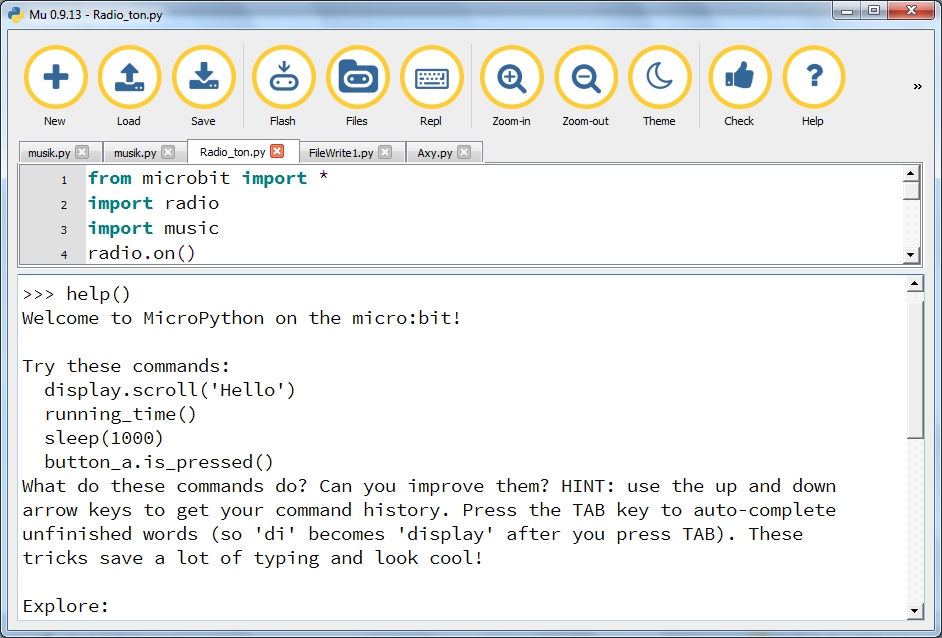 Mu 0.9.13 - Radio_ton.py
New Load Save Flash Files Repl Zoom-in Zoom-out Theme Check Help
musik.py musik.py Radio_ton.py FileWrite1.py Axy.py
1 from microbit import *
2 import radio
3 import music
4 radio.on()
>>> help()
Welcome to MicroPython on the micro:bit!
Try these commands:
display.scroll('Hello')
running_time()
sleep(1000)
button_a.is_pressed()
What do these commands do? Can you improve them? HINT: use the up and down
arrow keys to get your command history. Press the TAB key to auto-complete
unfinished words (so 'di' becomes 'display' after you press TAB). These
tricks save a lot of typing and look cool!
Explore: